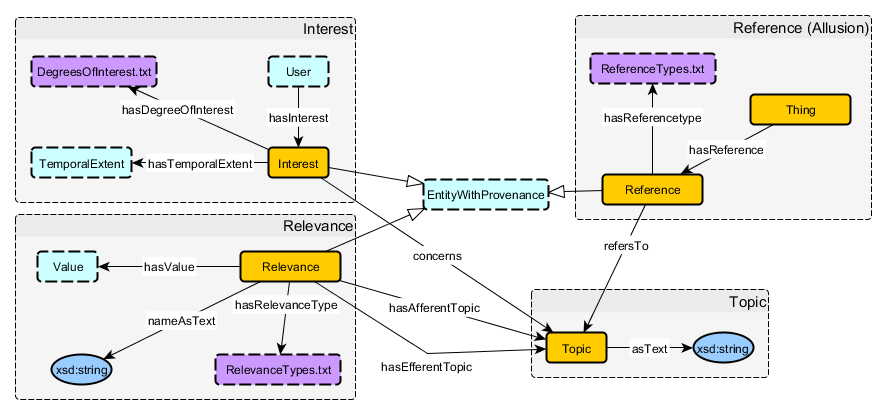 Interest
Reference (Allusion)
DegreesOfInterest.txt
User
ReferenceTypes.txt
hasDegreeOfInterest
hasInterest
hasReferencetype
Thing
hasReference
TemporalExtent
hasTemporalExtent
Interest
EntityWithProvenance
Reference
Relevance
refersTo
concerns
Value
hasValue
Relevance
hasRelevanceType
hasAfferentTopic
Topic
nameAsText
Topic
asText
xsd:string
xsd:string
RelevanceTypes.txt
hasEfferentTopic